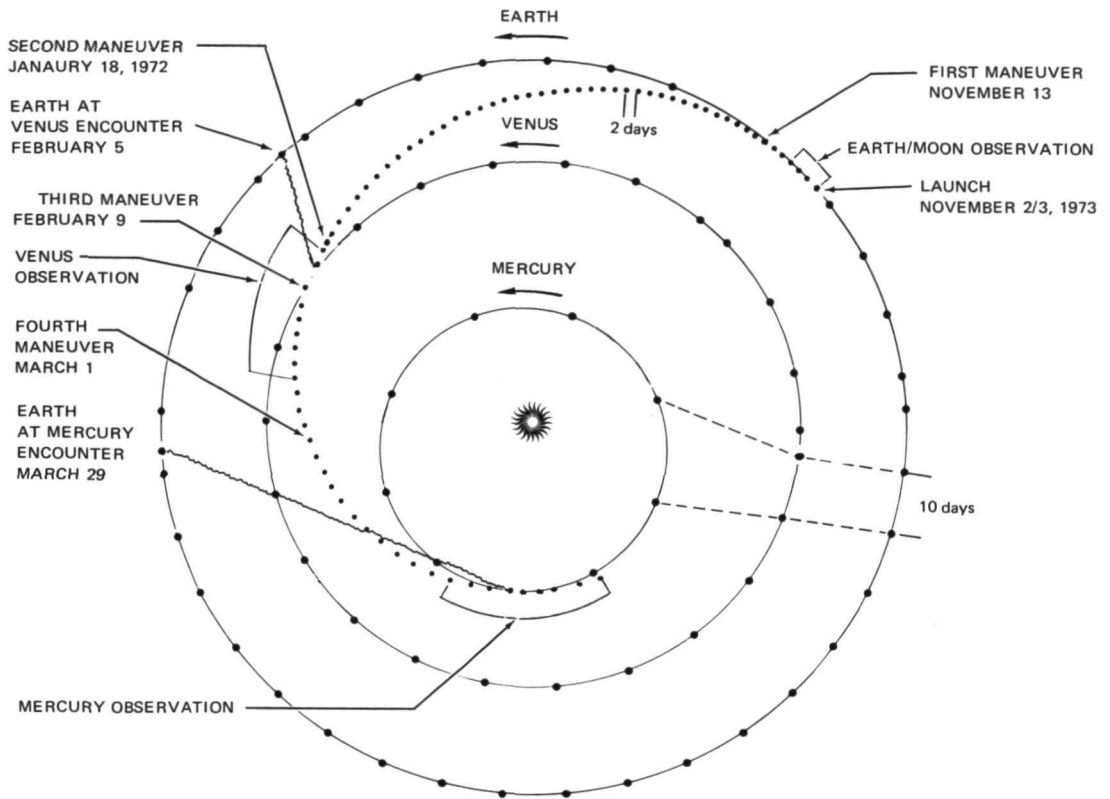 EARTH
SECOND MANEUVER
JANAURY 18, 1972
EARTH AT
VENUS ENCOUNTER
FEBRUARY 5
THIRD MANEUVER
FEBRUARY 9
VENUS
OBSERVATION
FOURTH
MANEUVER
MARCH 1
EARTH
AT MERCURY
ENCOUNTER
MARCH 29
MERCURY OBSERVATION
VENUS
2 days
MERCURY
FIRST MANEUVER
NOVEMBER 13
EARTH/MOON OBSERVATION
LAUNCH
NOVEMBER 2/3, 1973
10 days